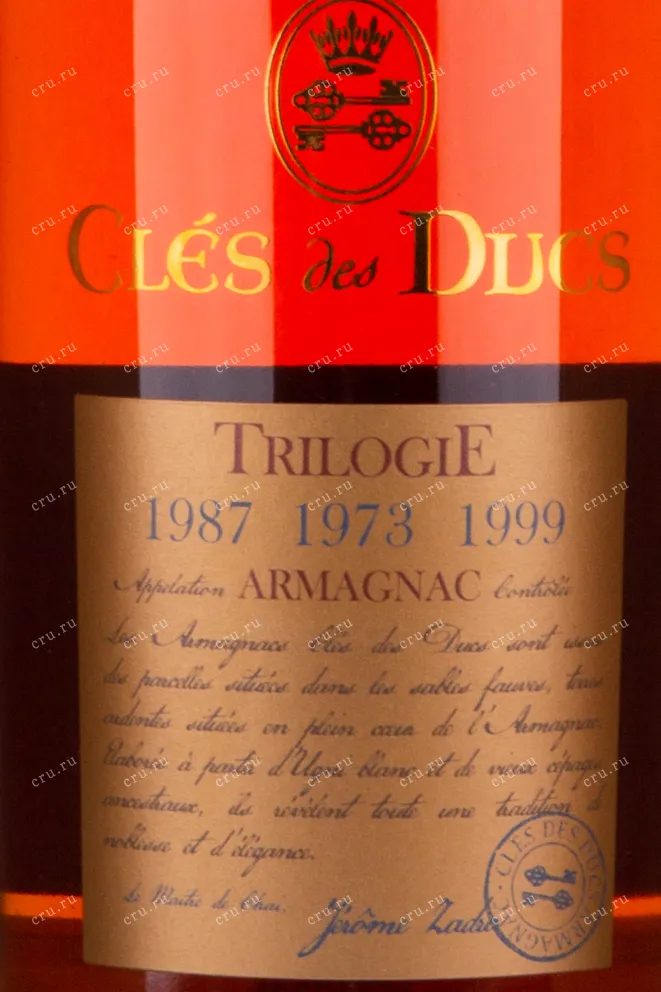 CLÉS des DUCS
TRILOGIE
1987 1973 1999
Appelation ARMAGNAC Contrôlée
Les Armagnacs Clés des Ducs sont issus
des parcelles situées dans les sables fauves, terres
ardentes situées en plein cœur de l'Armagnac.
Elaborés à partir d'Ugni blanc et de vieux cépages
ancestraux, ils révèlent toute une tradition de
noblesse et d'élégance.
Le Maître de Chai.
Jérôme
CLÉS DES DUCS
ARMAGNAC
cru.ru